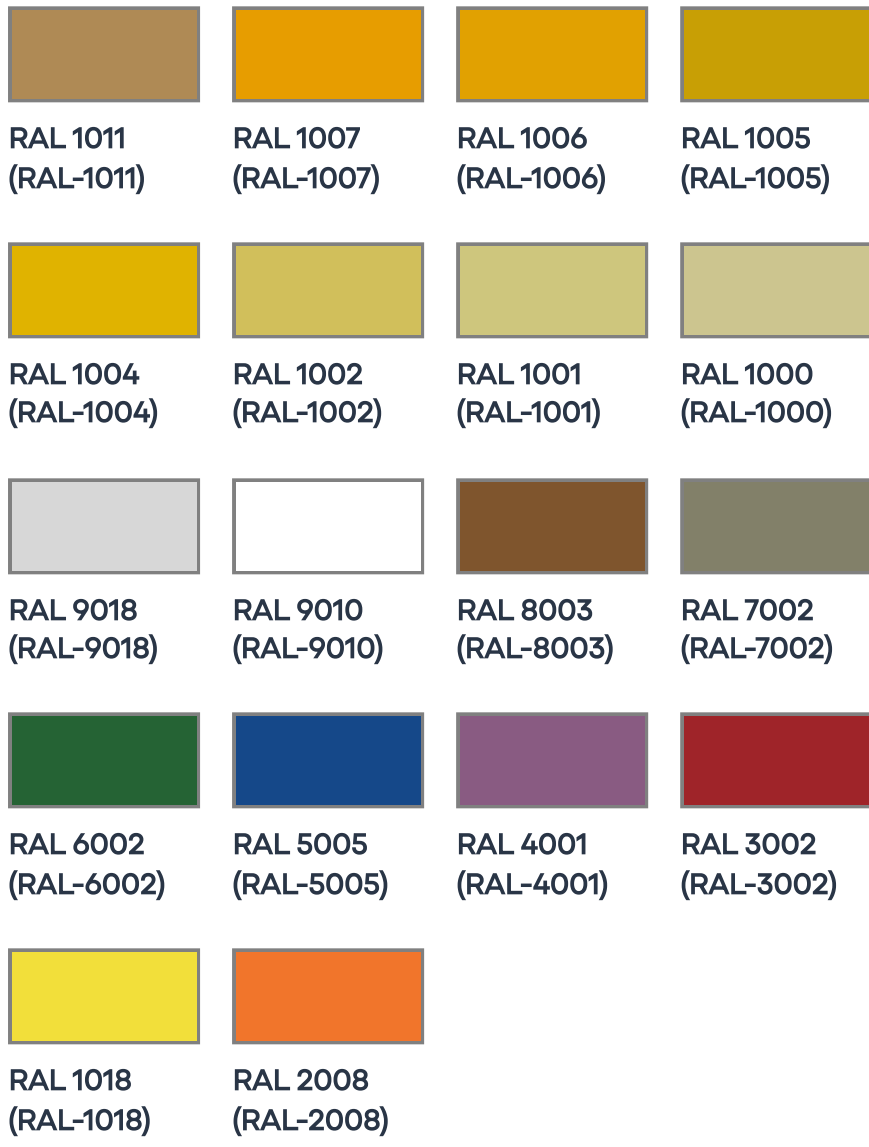 RAL 1011
(RAL-1011)
RAL 1007
(RAL-1007)
RAL 1006
(RAL-1006)
RAL 1005
(RAL-1005)
RAL 1004
(RAL-1004)
RAL 1002
(RAL-1002)
RAL 1001
(RAL-1001)
RAL 1000
(RAL-1000)
RAL 9018
(RAL-9018)
RAL 9010
(RAL-9010)
RAL 8003
(RAL-8003)
RAL 7002
(RAL-7002)
RAL 6002
(RAL-6002)
RAL 5005
(RAL-5005)
RAL 4001
(RAL-4001)
RAL 3002
(RAL-3002)
RAL 1018
(RAL-1018)
RAL 2008
(RAL-2008)